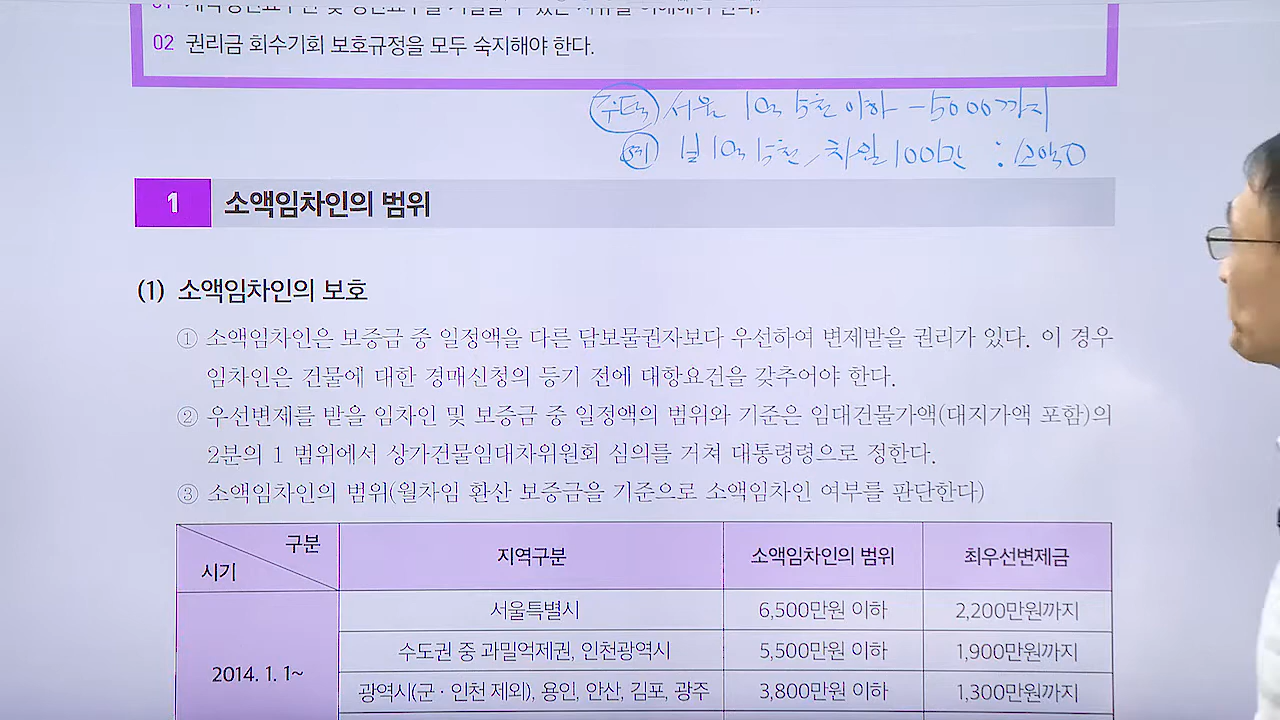 02 권리금 회수기회 보호규정을 모두 숙지해야 한다.
주택 서울 1억 5천 이하 - 5000까지
예) 보 1억 5천, 차임 100만 : 소액O
1 소액임차인의 범위
(1) 소액임차인의 보호
① 소액임차인은 보증금 중 일정액을 다른 담보물권자보다 우선하여 변제받을 권리가 있다. 이 경우
임차인은 건물에 대한 경매신청의 등기 전에 대항요건을 갖추어야 한다.
② 우선변제를 받을 임차인 및 보증금 중 일정액의 범위와 기준은 임대건물가액(대지가액 포함)의
2분의 1 범위에서 상가건물임대차위원회 심의를 거쳐 대통령령으로 정한다.
③ 소액임차인의 범위(월차임 환산 보증금을 기준으로 소액임차인 여부를 판단한다)
구분
시기
지역구분 소액임차인의 범위 최우선변제금
서울특별시 6,500만원 이하 2,200만원까지
수도권 중 과밀억제권, 인천광역시 5,500만원 이하 1,900만원까지
2014. 1. 1~
광역시(군·인천 제외), 용인, 안산, 김포, 광주 3,800만원 이하 1,300만원까지